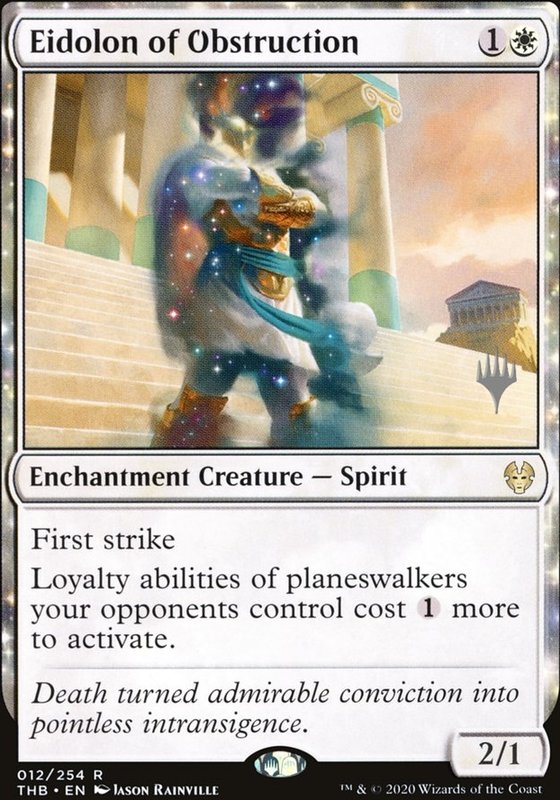 Eidolon of Obstruction 1
Enchantment Creature — Spirit
First strike
Loyalty abilities of planeswalkers
your opponents control cost 1 more
to activate.
Death turned admirable conviction into
pointless intransigence.
2/1
012/254 R
THB • EN JASON RAINVILLE
™ & © 2020 Wizards of the Coast